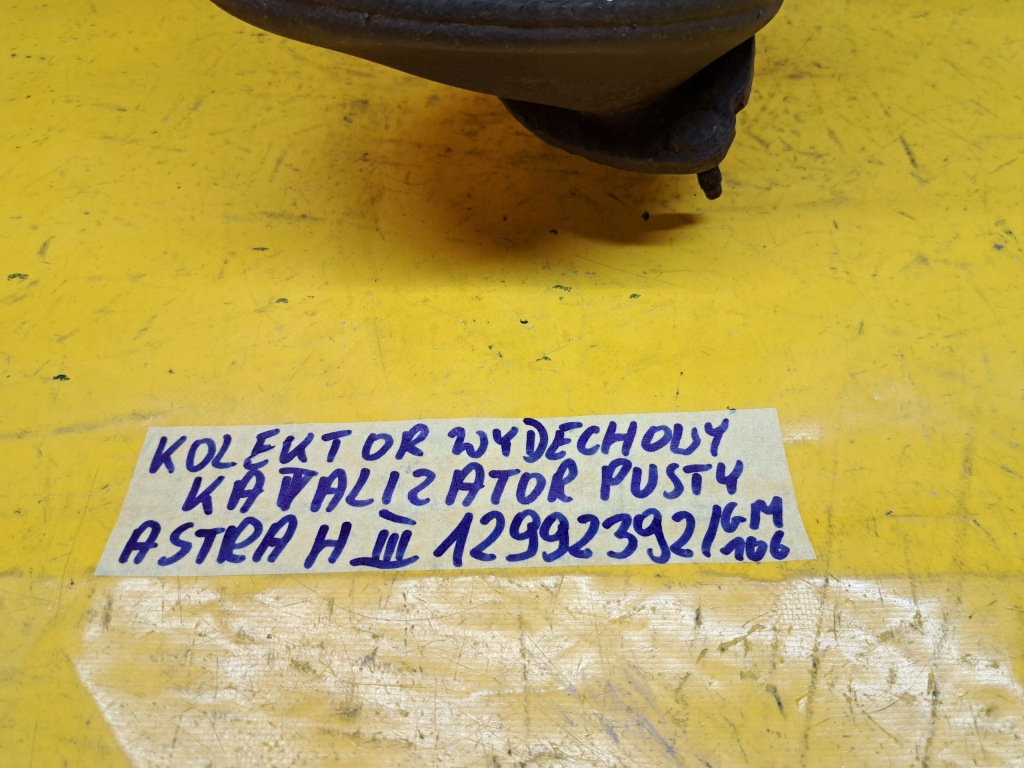 KOLEKTOR WYDECHOWY
KATALIZATOR PUSTY
ASTRA H III 12992392/GM
106